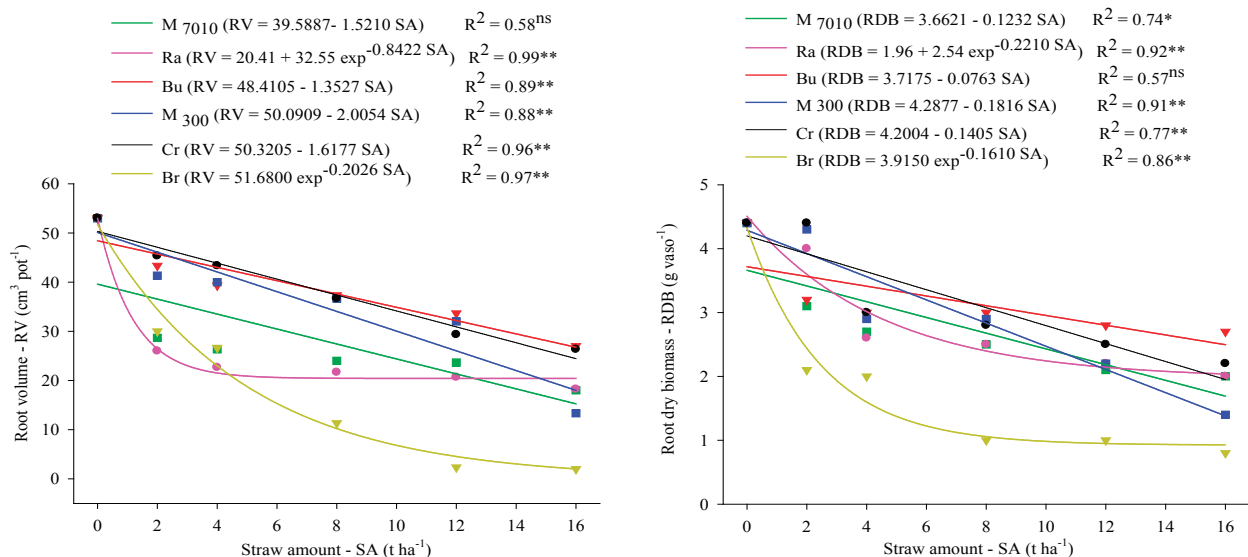 M 7010 (RV = 39.5887- 1.5210 SA) R2 = 0.58ns
Ra (RV = 20.41 + 32.55 exp-0.8422 SA) R2 = 0.99**
Bu (RV = 48.4105 - 1.3527 SA) R2 = 0.89**
M 300 (RV = 50.0909 - 2.0054 SA) R2 = 0.88**
Cr (RV = 50.3205 - 1.6177 SA) R2 = 0.96**
Br (RV = 51.6800 exp-0.2026 SA) R2 = 0.97**
60
50
40
30
20
10
0
Root volume - RV (cm3 pot-1)
0 2 4 8 12 16
Straw amount - SA (t ha-1)
M 7010 (RDB = 3.6621 - 0.1232 SA) R2 = 0.74*
Ra (RDB = 1.96 + 2.54 exp-0.2210 SA) R2 = 0.92**
Bu (RDB = 3.7175 - 0.0763 SA) R2 = 0.57ns
M 300 (RDB = 4.2877 - 0.1816 SA) R2 = 0.91**
Cr (RDB = 4.2004 - 0.1405 SA) R2 = 0.77**
Br (RDB = 3.9150 exp-0.1610 SA) R2 = 0.86**
5
4
3
2
1
0
Root dry biomass - RDB (g vaso-1)
0 2 4 8 12 16
Straw amount - SA (t ha-1)